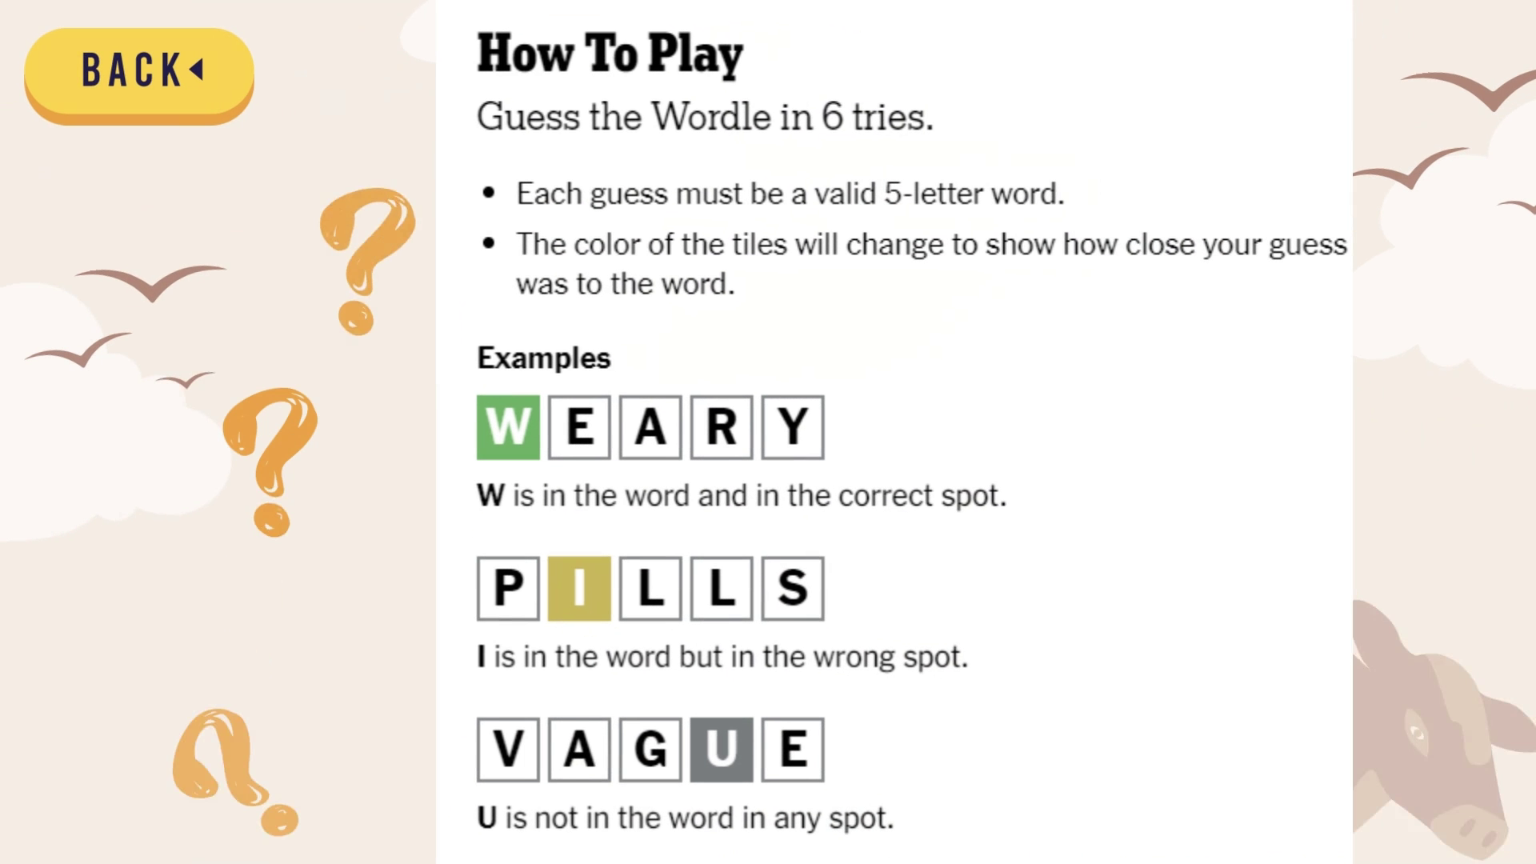 BACK
How To Play
Guess the Wordle in 6 tries.
• Each guess must be a valid 5-letter word.
• The color of the tiles will change to show how close your guess
was to the word.
Examples
W E A R Y
W is in the word and in the correct spot.
P I L L S
I is in the word but in the wrong spot.
V A G U E
U is not in the word in any spot.